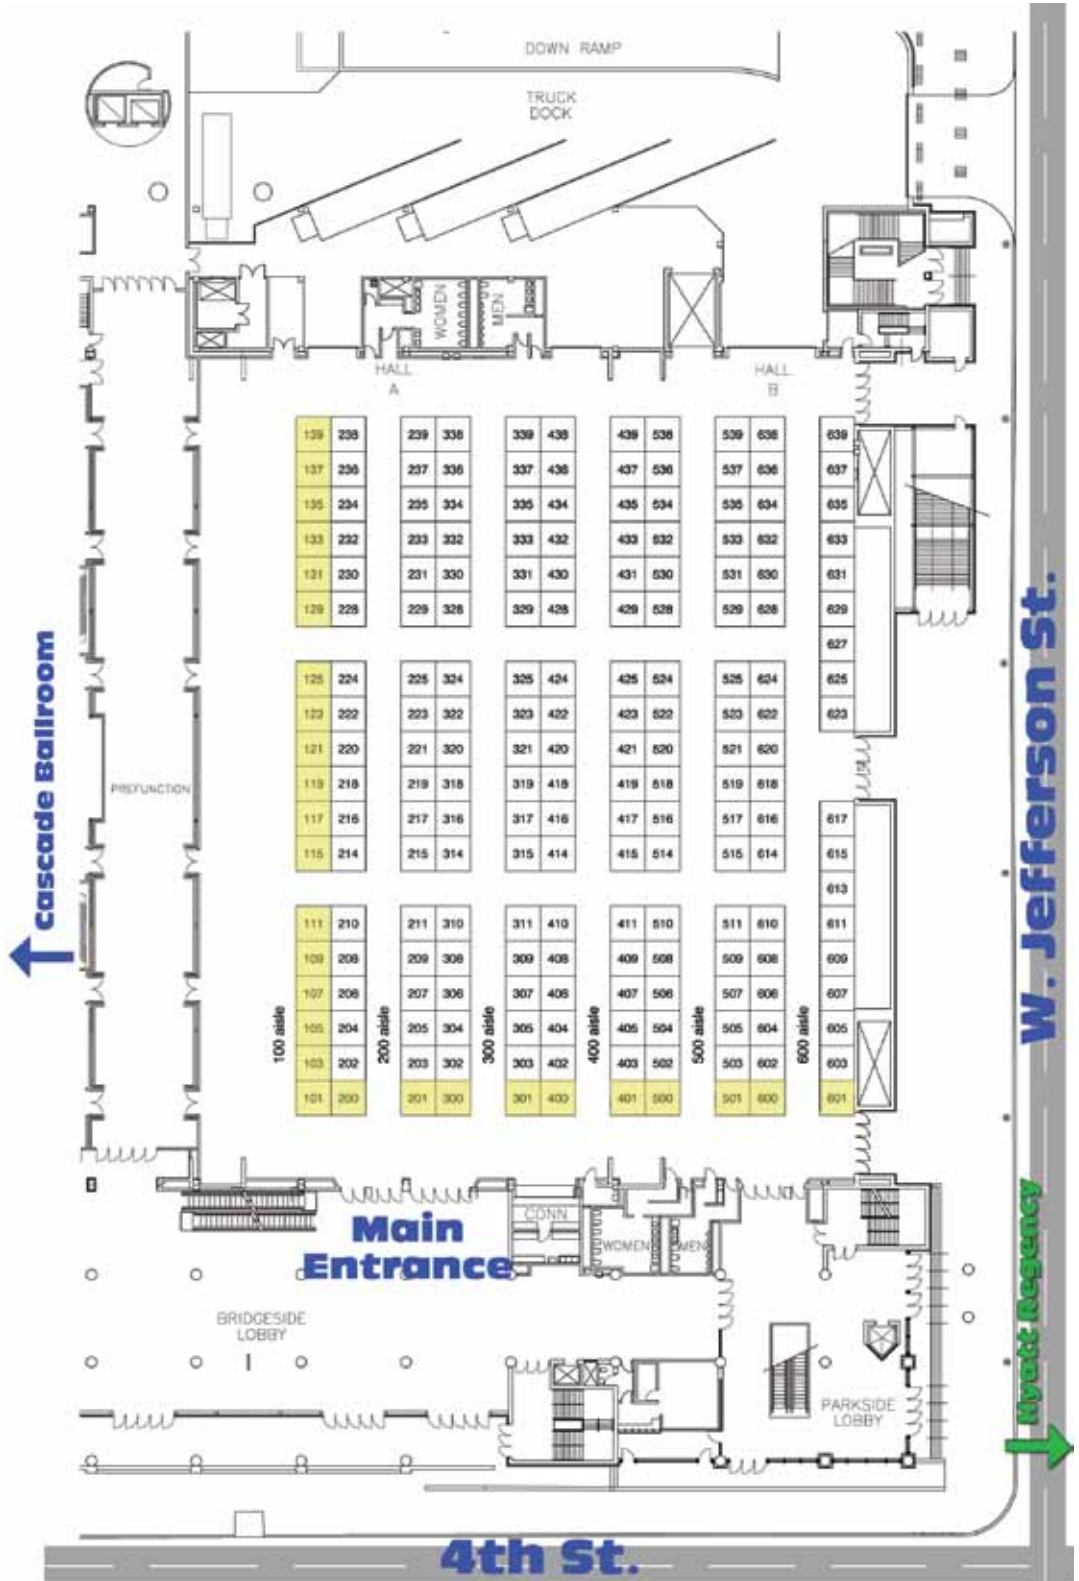 DOWN RAMP
TRUCK
DOCK
WOMEN
MEN
HALL
A
HALL
B
139 238 239 338 339 438 439 538 539 638 639
137 236 237 336 337 436 437 536 537 636 637
135 234 235 334 335 434 435 534 535 634 635
133 232 233 332 333 432 433 532 533 632 633
131 230 231 330 331 430 431 530 531 630 631
129 228 229 328 329 428 429 528 529 628 629
627
125 224 225 324 325 424 425 524 525 624 625
123 222 223 322 323 422 423 522 523 622 623
121 220 221 320 321 420 421 520 521 620
119 218 219 318 319 418 419 518 519 618
117 216 217 316 317 416 417 516 517 616 617
115 214 215 314 315 414 415 514 515 614 615
613
111 210 211 310 311 410 411 510 511 610 611
109 208 209 308 309 408 409 508 509 608 609
107 206 207 306 307 406 407 506 507 606 607
105 204 205 304 305 404 405 504 505 604 605
103 202 203 302 303 402 403 502 503 602 603
101 200 201 300 301 400 401 500 501 600 601
100 aisle
200 aisle
300 aisle
400 aisle
500 aisle
600 aisle
PREFUNCTION
Cascade Ballroom
W. Jefferson St.
Main
Entrance
CONN
WOMEN
MEN
BRIDGESIDE
LOBBY
PARKSIDE
LOBBY
Hyatt Regency
4th St.